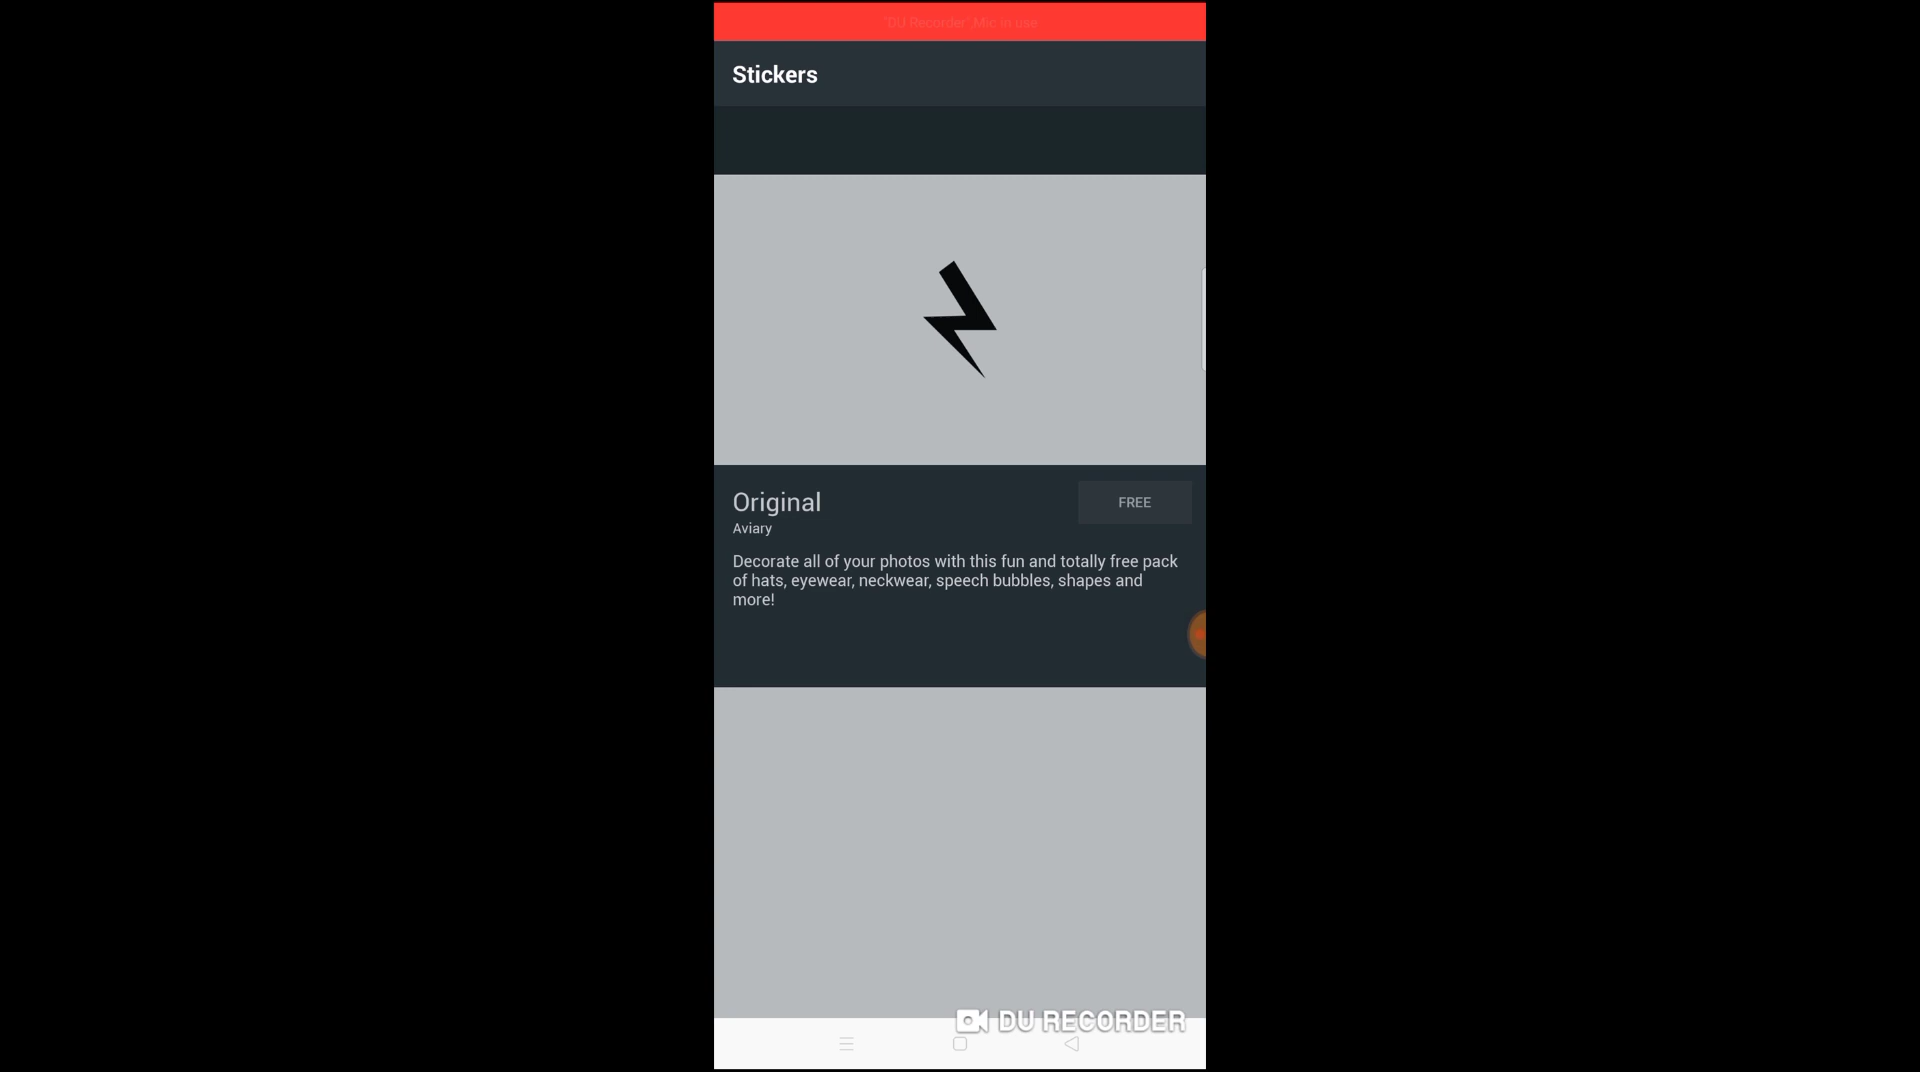 "DU Recorder",Mic in use
Stickers
Original
FREE
Aviary
Decorate all of your photos with this fun and totally free pack
of hats, eyewear, neckwear, speech bubbles, shapes and
more!
DU RECORDER